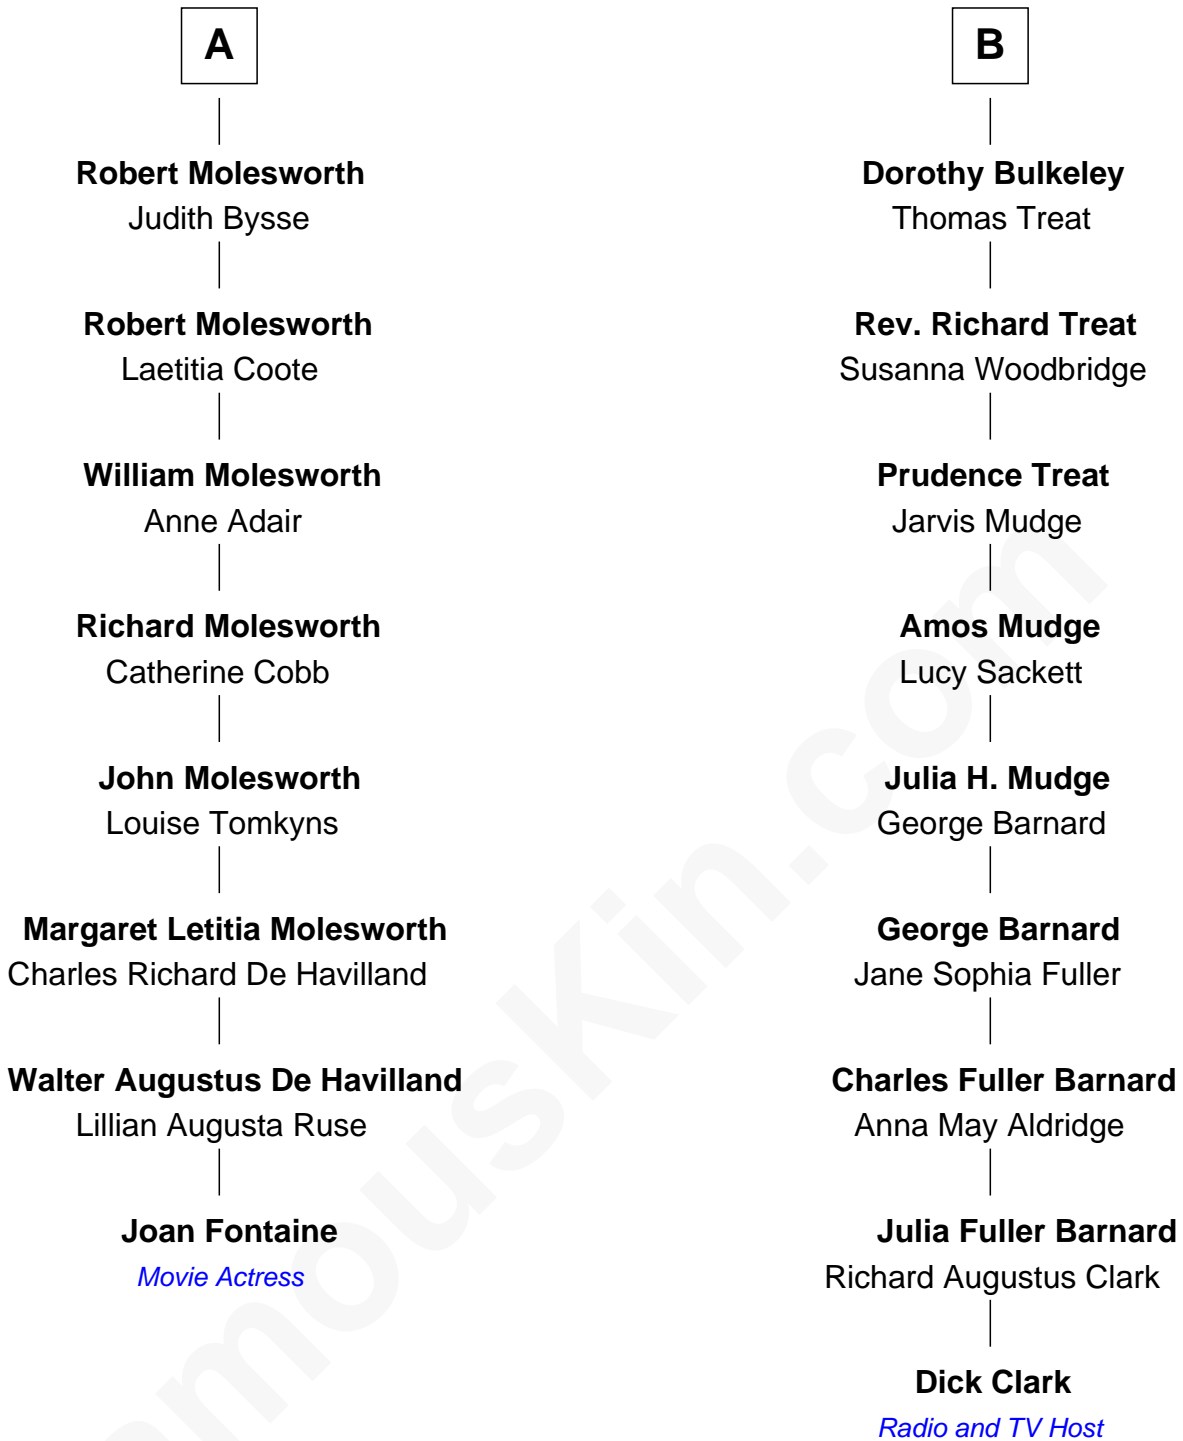 A
Robert Molesworth
Judith Bysse
Robert Molesworth
Laetitia Coote
William Molesworth
Anne Adair
Richard Molesworth
Catherine Cobb
John Molesworth
Louise Tomkyns
Margaret Letitia Molesworth
Charles Richard De Havilland
Walter Augustus De Havilland
Lillian Augusta Ruse
Joan Fontaine
Movie Actress
B
Dorothy Bulkeley
Thomas Treat
Rev. Richard Treat
Susanna Woodbridge
Prudence Treat
Jarvis Mudge
Amos Mudge
Lucy Sackett
Julia H. Mudge
George Barnard
George Barnard
Jane Sophia Fuller
Charles Fuller Barnard
Anna May Aldridge
Julia Fuller Barnard
Richard Augustus Clark
Dick Clark
Radio and TV Host
amousKin.com